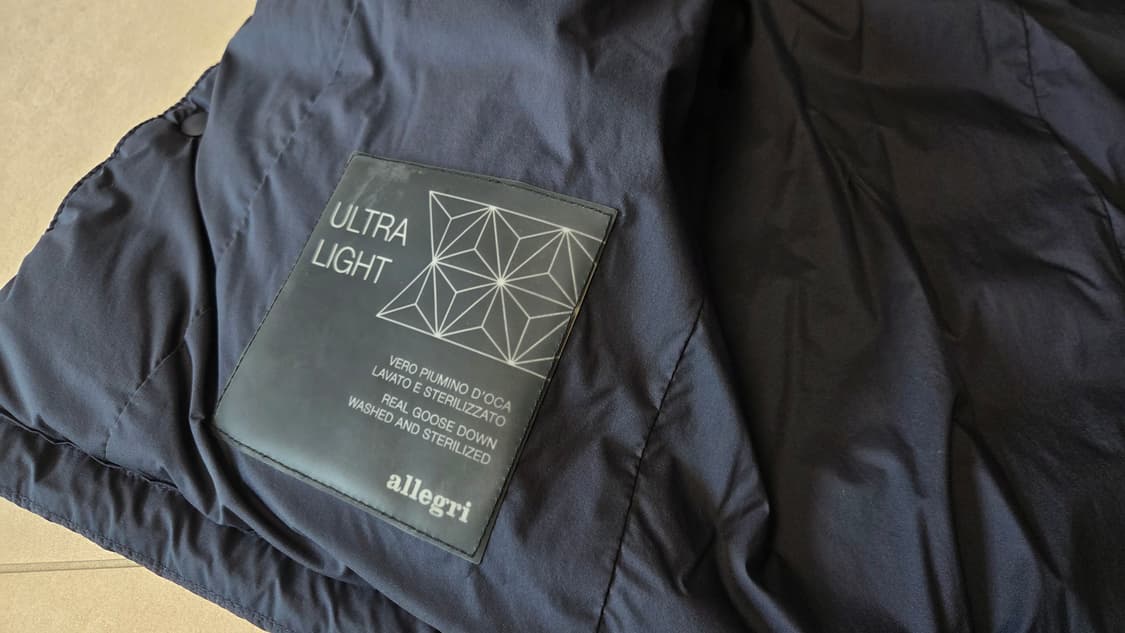 ULTRA
LIGHT
VERO PIUMINO D'OCA
LAVATO E STERILIZZATO
REAL GOOSE DOWN
WASHED AND STERILIZED
allegri